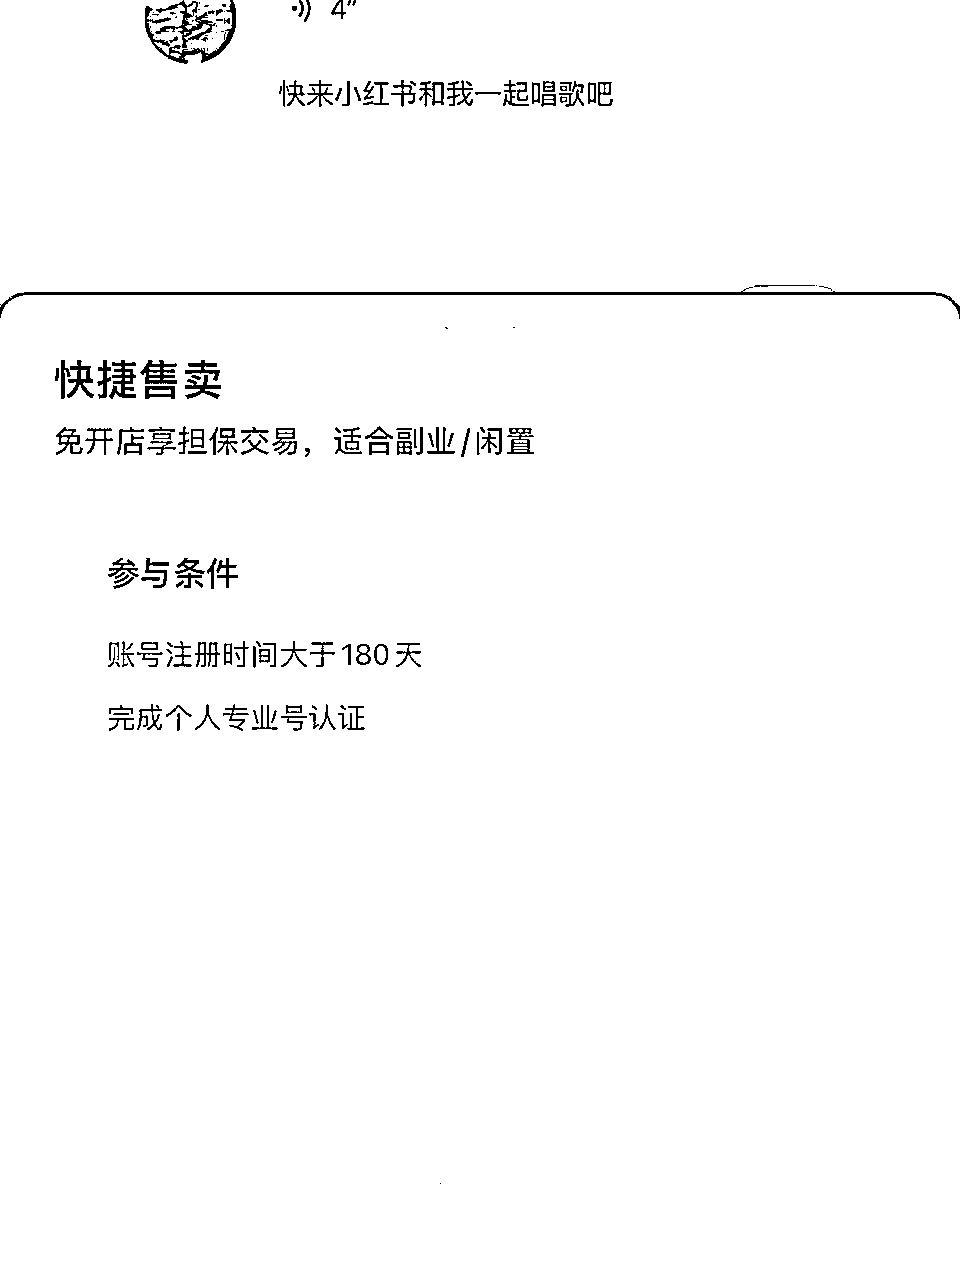 4"
快来小红书和我一起唱歌吧
快捷售卖
免开店享担保交易，适合副业/闲置
参与条件
账号注册时间大于180天
完成个人专业号认证